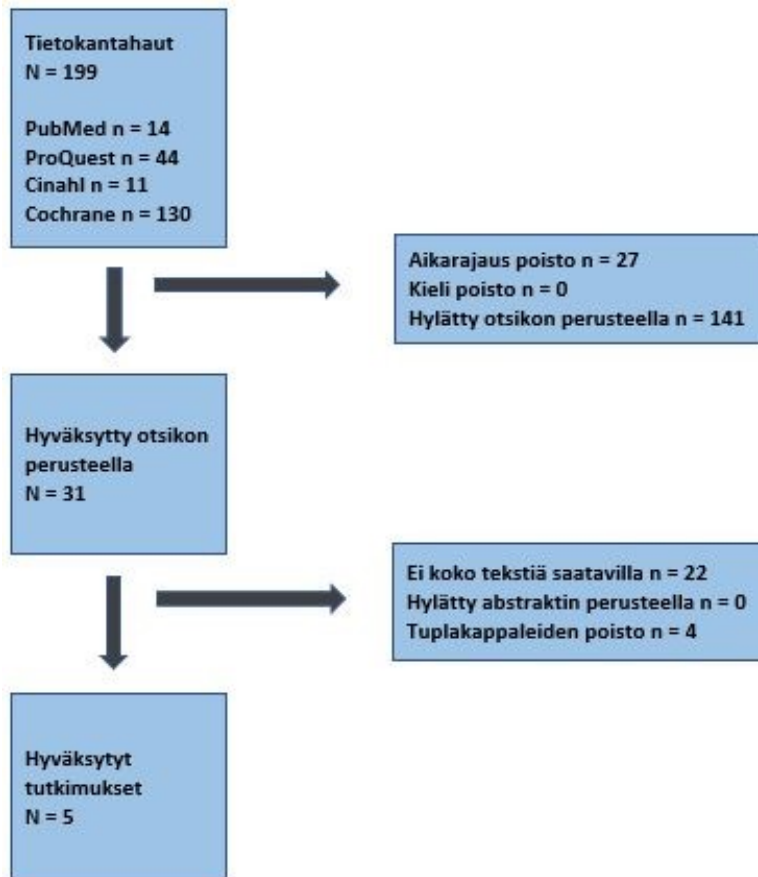 Tietokantahaut
N = 199
PubMed n = 14
ProQuest n = 44
Cinahl n = 11
Cochrane n = 130
Aikarajaus poisto n = 27
Kieli poisto n = 0
Hylätty otsikon perusteella n = 141
Hyväksytty otsikon
perusteella
N = 31
Ei koko tekstiä saatavilla n = 22
Hylätty abstraktin perusteella n = 0
Tuplakappaleiden poisto n = 4
Hyväksytyt
tutkimukset
N = 5